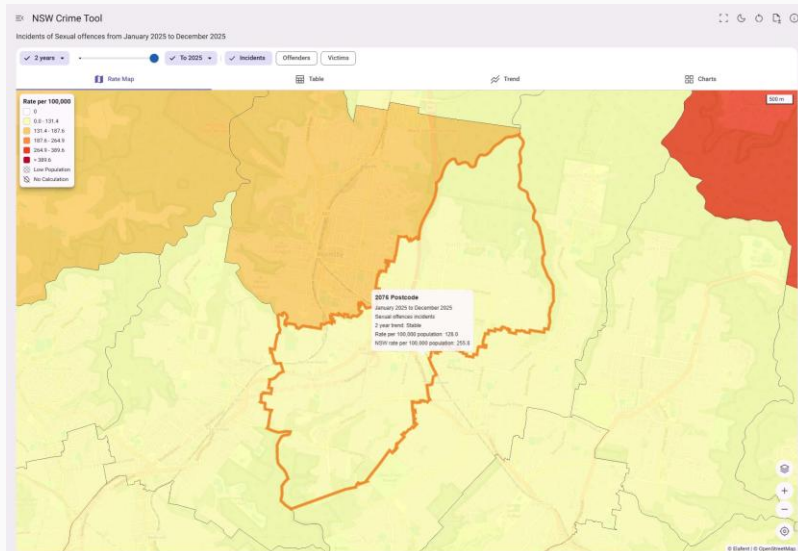 NSW Crime Tool
Incidents of Sexual offences from January 2025 to December 2025
2 years
To 2025
Incidents
Offenders
Victims
Rate Map
Table
Trend
Charts
Rate per 100,000
0
0.0 - 131.4
131.4 - 187.6
187.6 - 264.9
264.9 - 389.6
> 389.6
Low Population
No Calculation
500 m
2076 Postcode
January 2025 to December 2025
Sexual offences incidents
2 year trend: Stable
Rate per 100,000 population: 128.0
NSW rate per 100,000 population: 255.8
+
−
© Esafenl | © OpenStreetMap